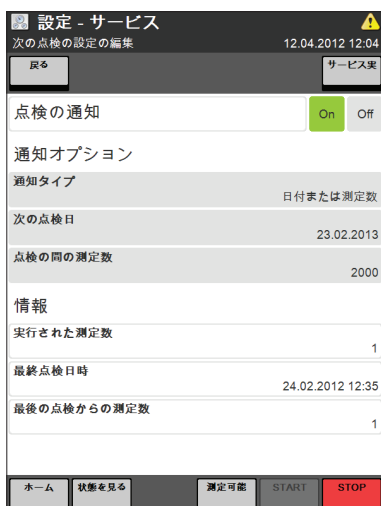 設定 - サービス
次の点検の設定の編集 12.04.2012 12:04
戻る サービス実
点検の通知 On Off
通知オプション
通知タイプ
日付または測定数
次の点検日
23.02.2013
点検の間の測定数
2000
情報
実行された測定数
1
最終点検日時
24.02.2012 12:35
最後の点検からの測定数
1
ホーム 状態を見る 測定可能 START STOP